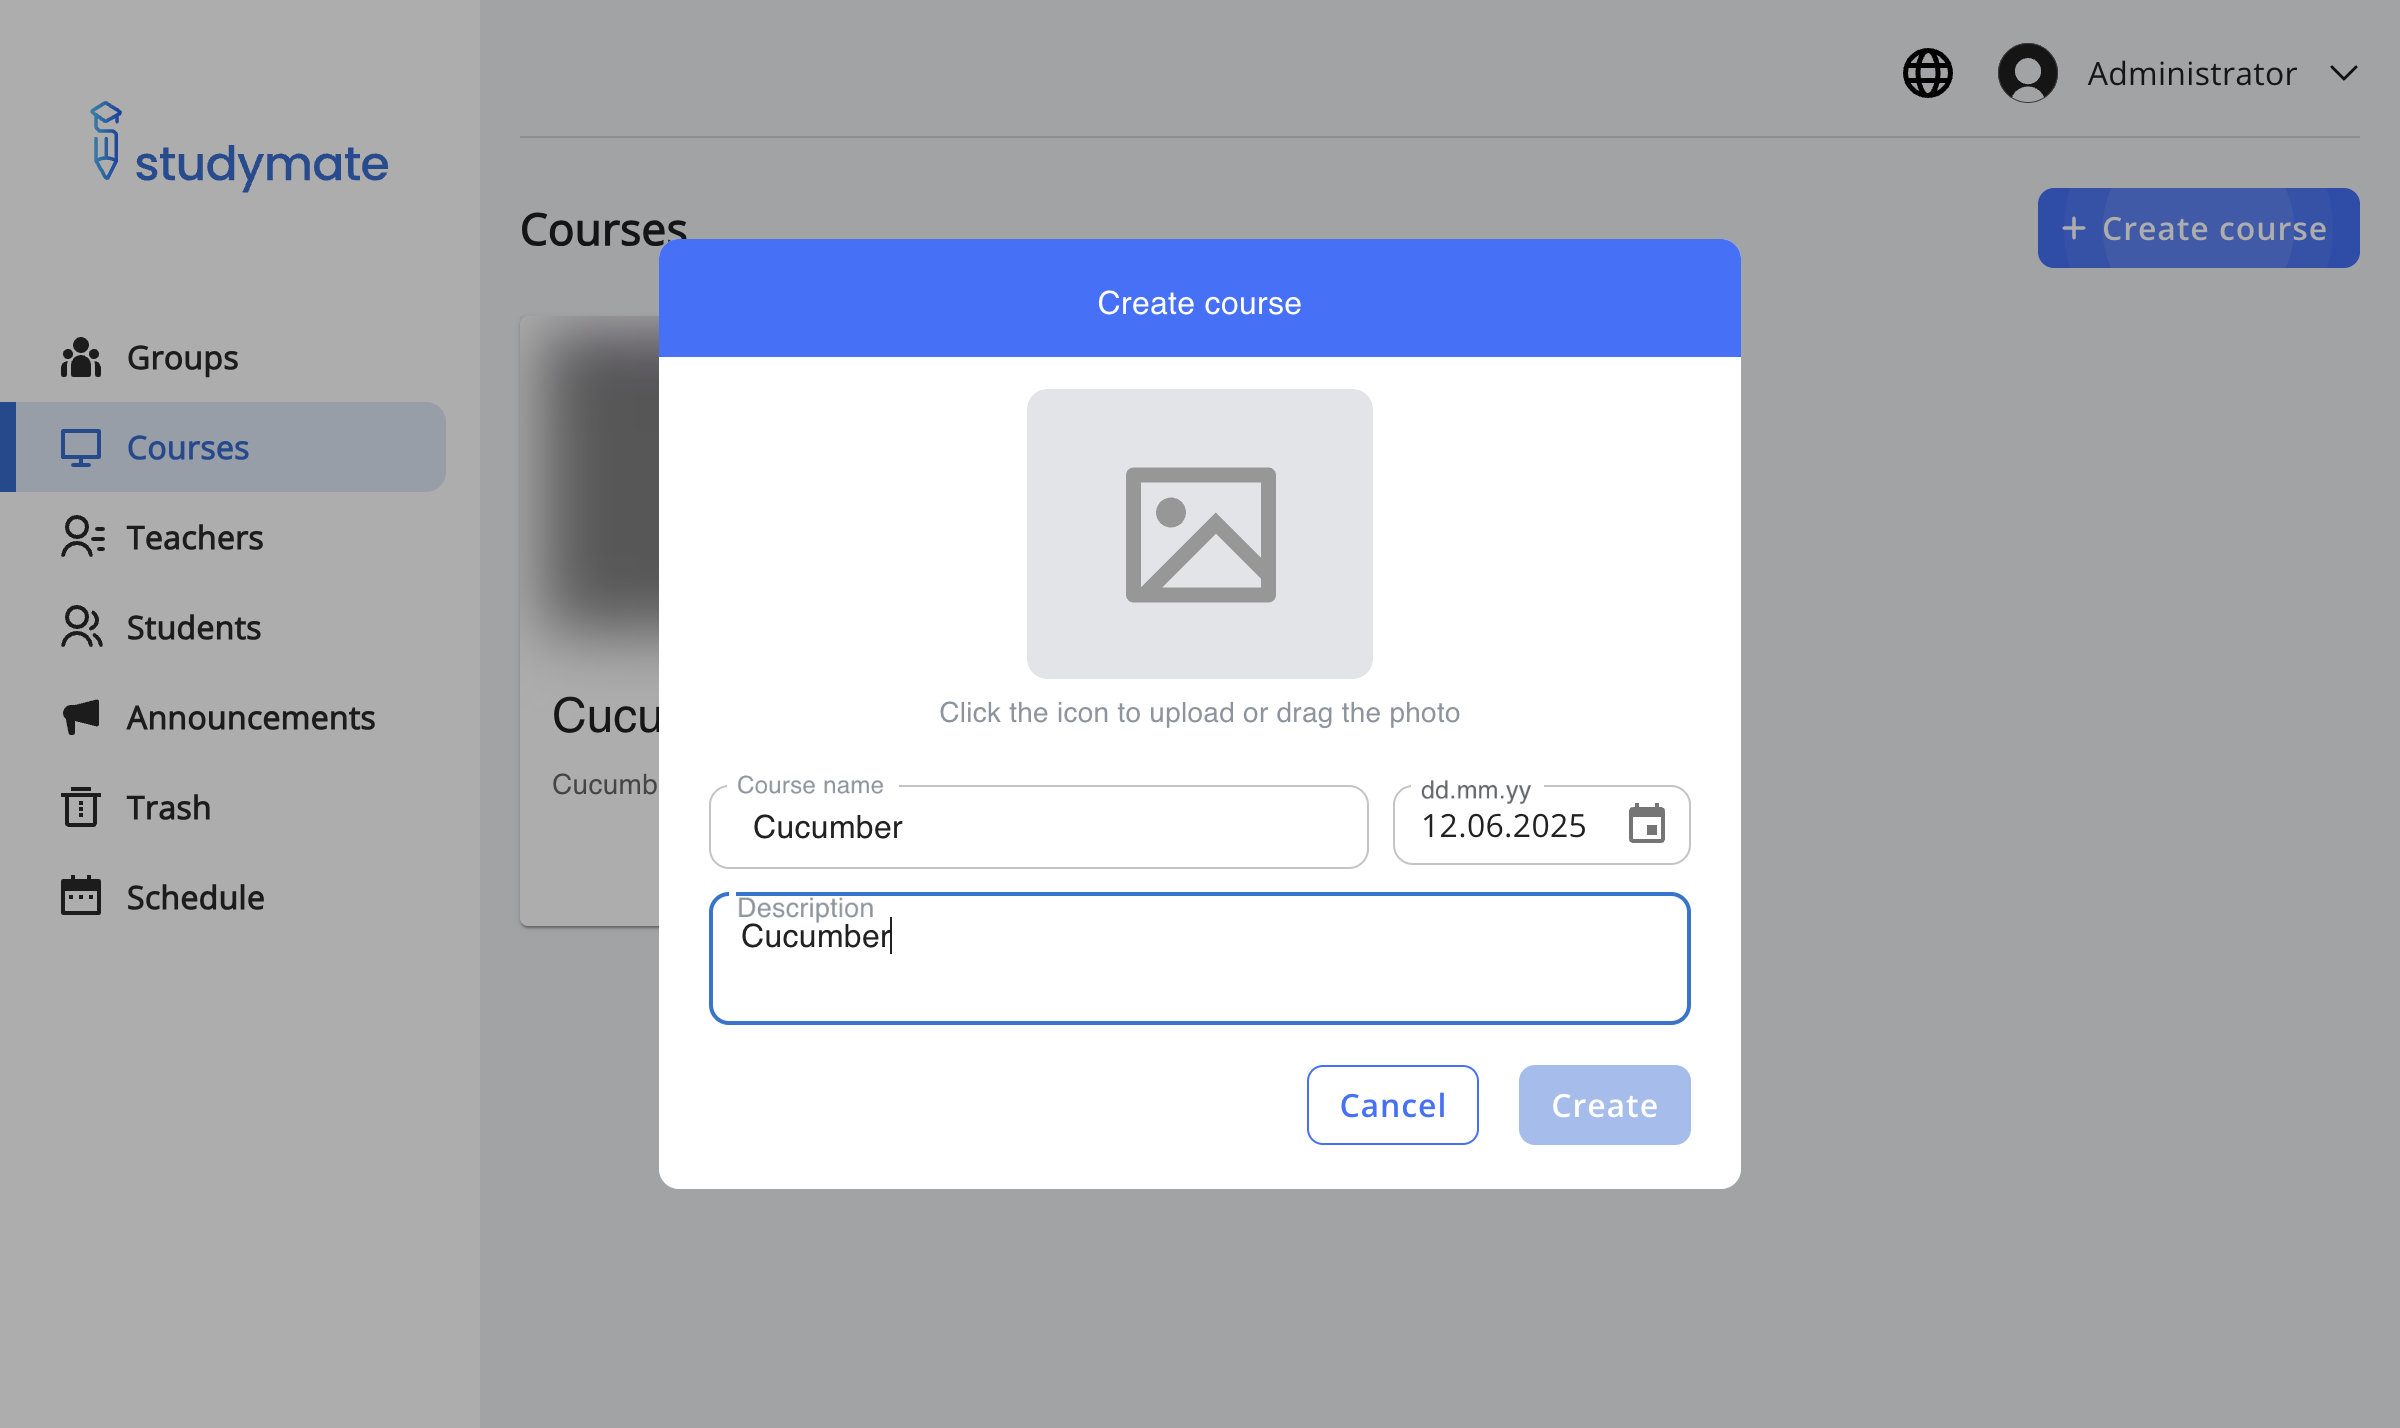 studymate
Administrator
Groups
Courses
Teachers
Students
Announcements
Trash
Schedule
Courses
+ Create course
Cucu
Cucumb
Create course
Click the icon to upload or drag the photo
Course name
Cucumber
dd.mm.yy
12.06.2025
Description
Cucumber
Cancel
Create